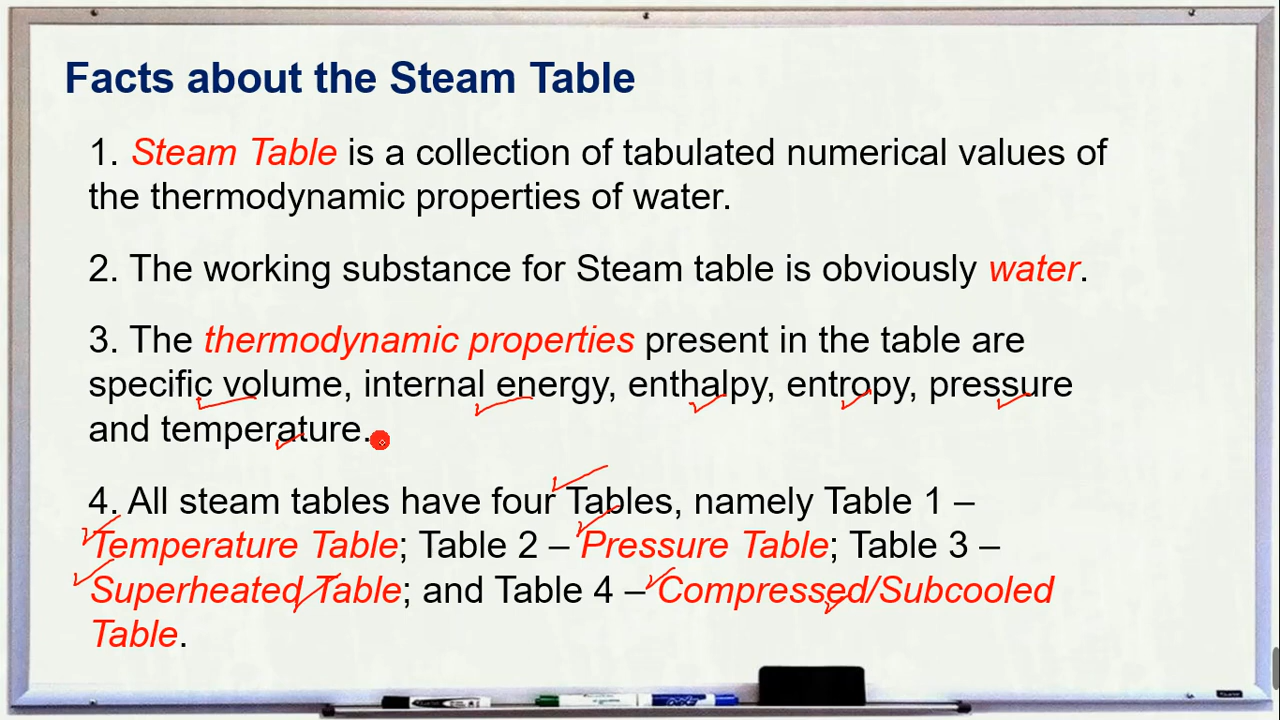 Facts about the Steam Table
1. Steam Table is a collection of tabulated numerical values of
the thermodynamic properties of water.
2. The working substance for Steam table is obviously water.
3. The thermodynamic properties present in the table are
specific volume, internal energy, enthalpy, entropy, pressure
and temperature.
4. All steam tables have four Tables, namely Table 1 –
Temperature Table; Table 2 – Pressure Table; Table 3 –
Superheated Table; and Table 4 – Compressed/Subcooled
Table.